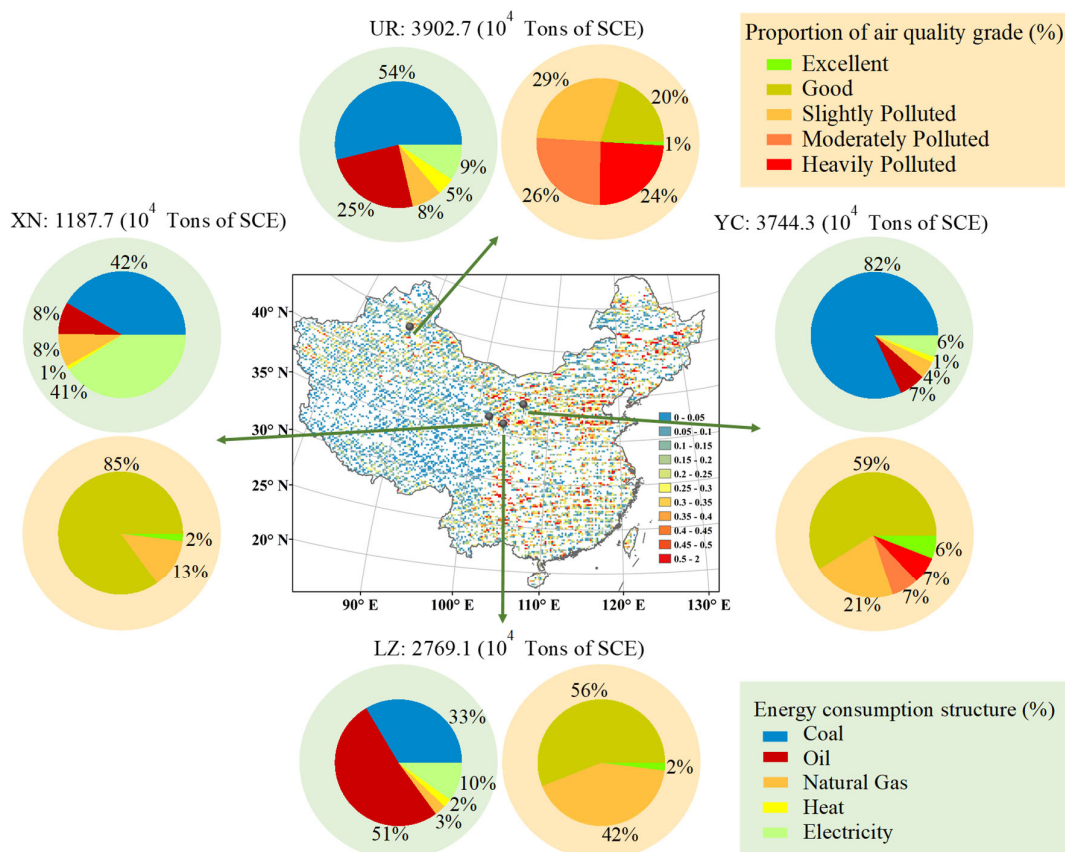 UR: 3902.7 (10⁴ Tons of SCE)
54%
25%
8%
5%
9%
29%
20%
1%
24%
26%
Proportion of air quality grade (%)
Excellent
Good
Slightly Polluted
Moderately Polluted
Heavily Polluted
XN: 1187.7 (10⁴ Tons of SCE)
42%
8%
8%
1%
41%
85%
2%
13%
40° N
35° N
30° N
25° N
20° N
90° E
100° E
110° E
120° E
130° E
0 - 0.05
0.05 - 0.1
0.1 - 0.15
0.15 - 0.2
0.2 - 0.25
0.25 - 0.3
0.3 - 0.35
0.35 - 0.4
0.4 - 0.45
0.45 - 0.5
0.5 - 2
YC: 3744.3 (10⁴ Tons of SCE)
82%
6%
1%
4%
7%
59%
6%
7%
7%
21%
LZ: 2769.1 (10⁴ Tons of SCE)
33%
10%
2%
3%
51%
56%
2%
42%
Energy consumption structure (%)
Coal
Oil
Natural Gas
Heat
Electricity